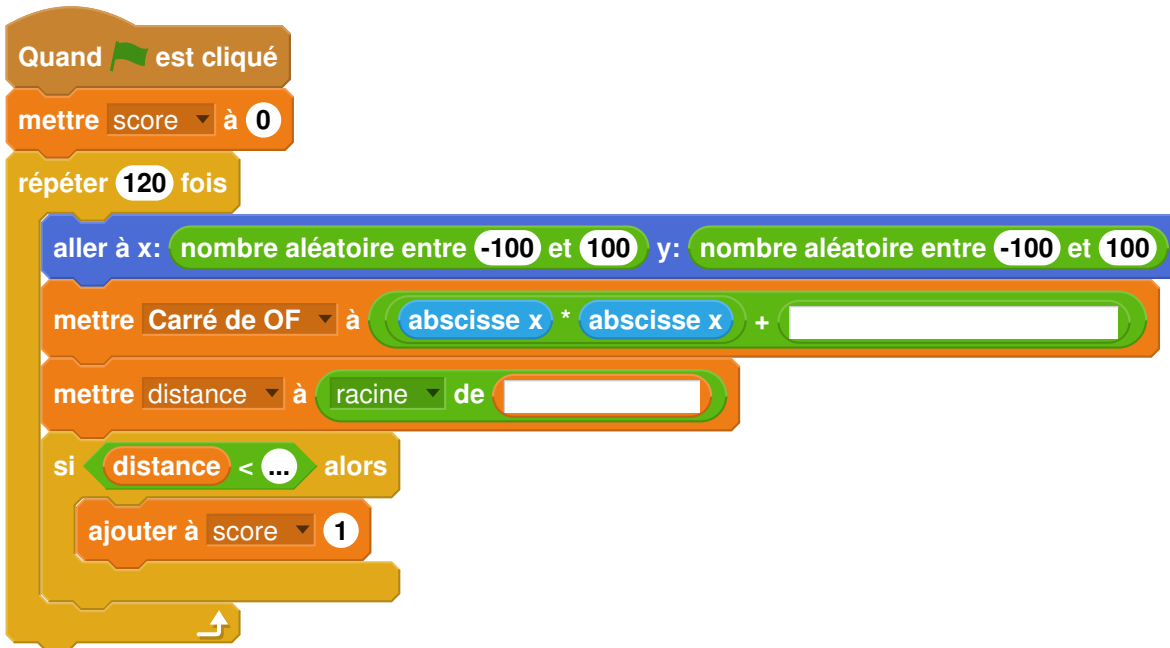 Quand est cliqué
mettre score à 0
répéter 120 fois
aller à x: nombre aléatoire entre -100 et 100 y: nombre aléatoire entre -100 et 100
mettre Carré de OF à abscisse x * abscisse x +
mettre distance à racine de
si distance < ... alors
ajouter à score 1